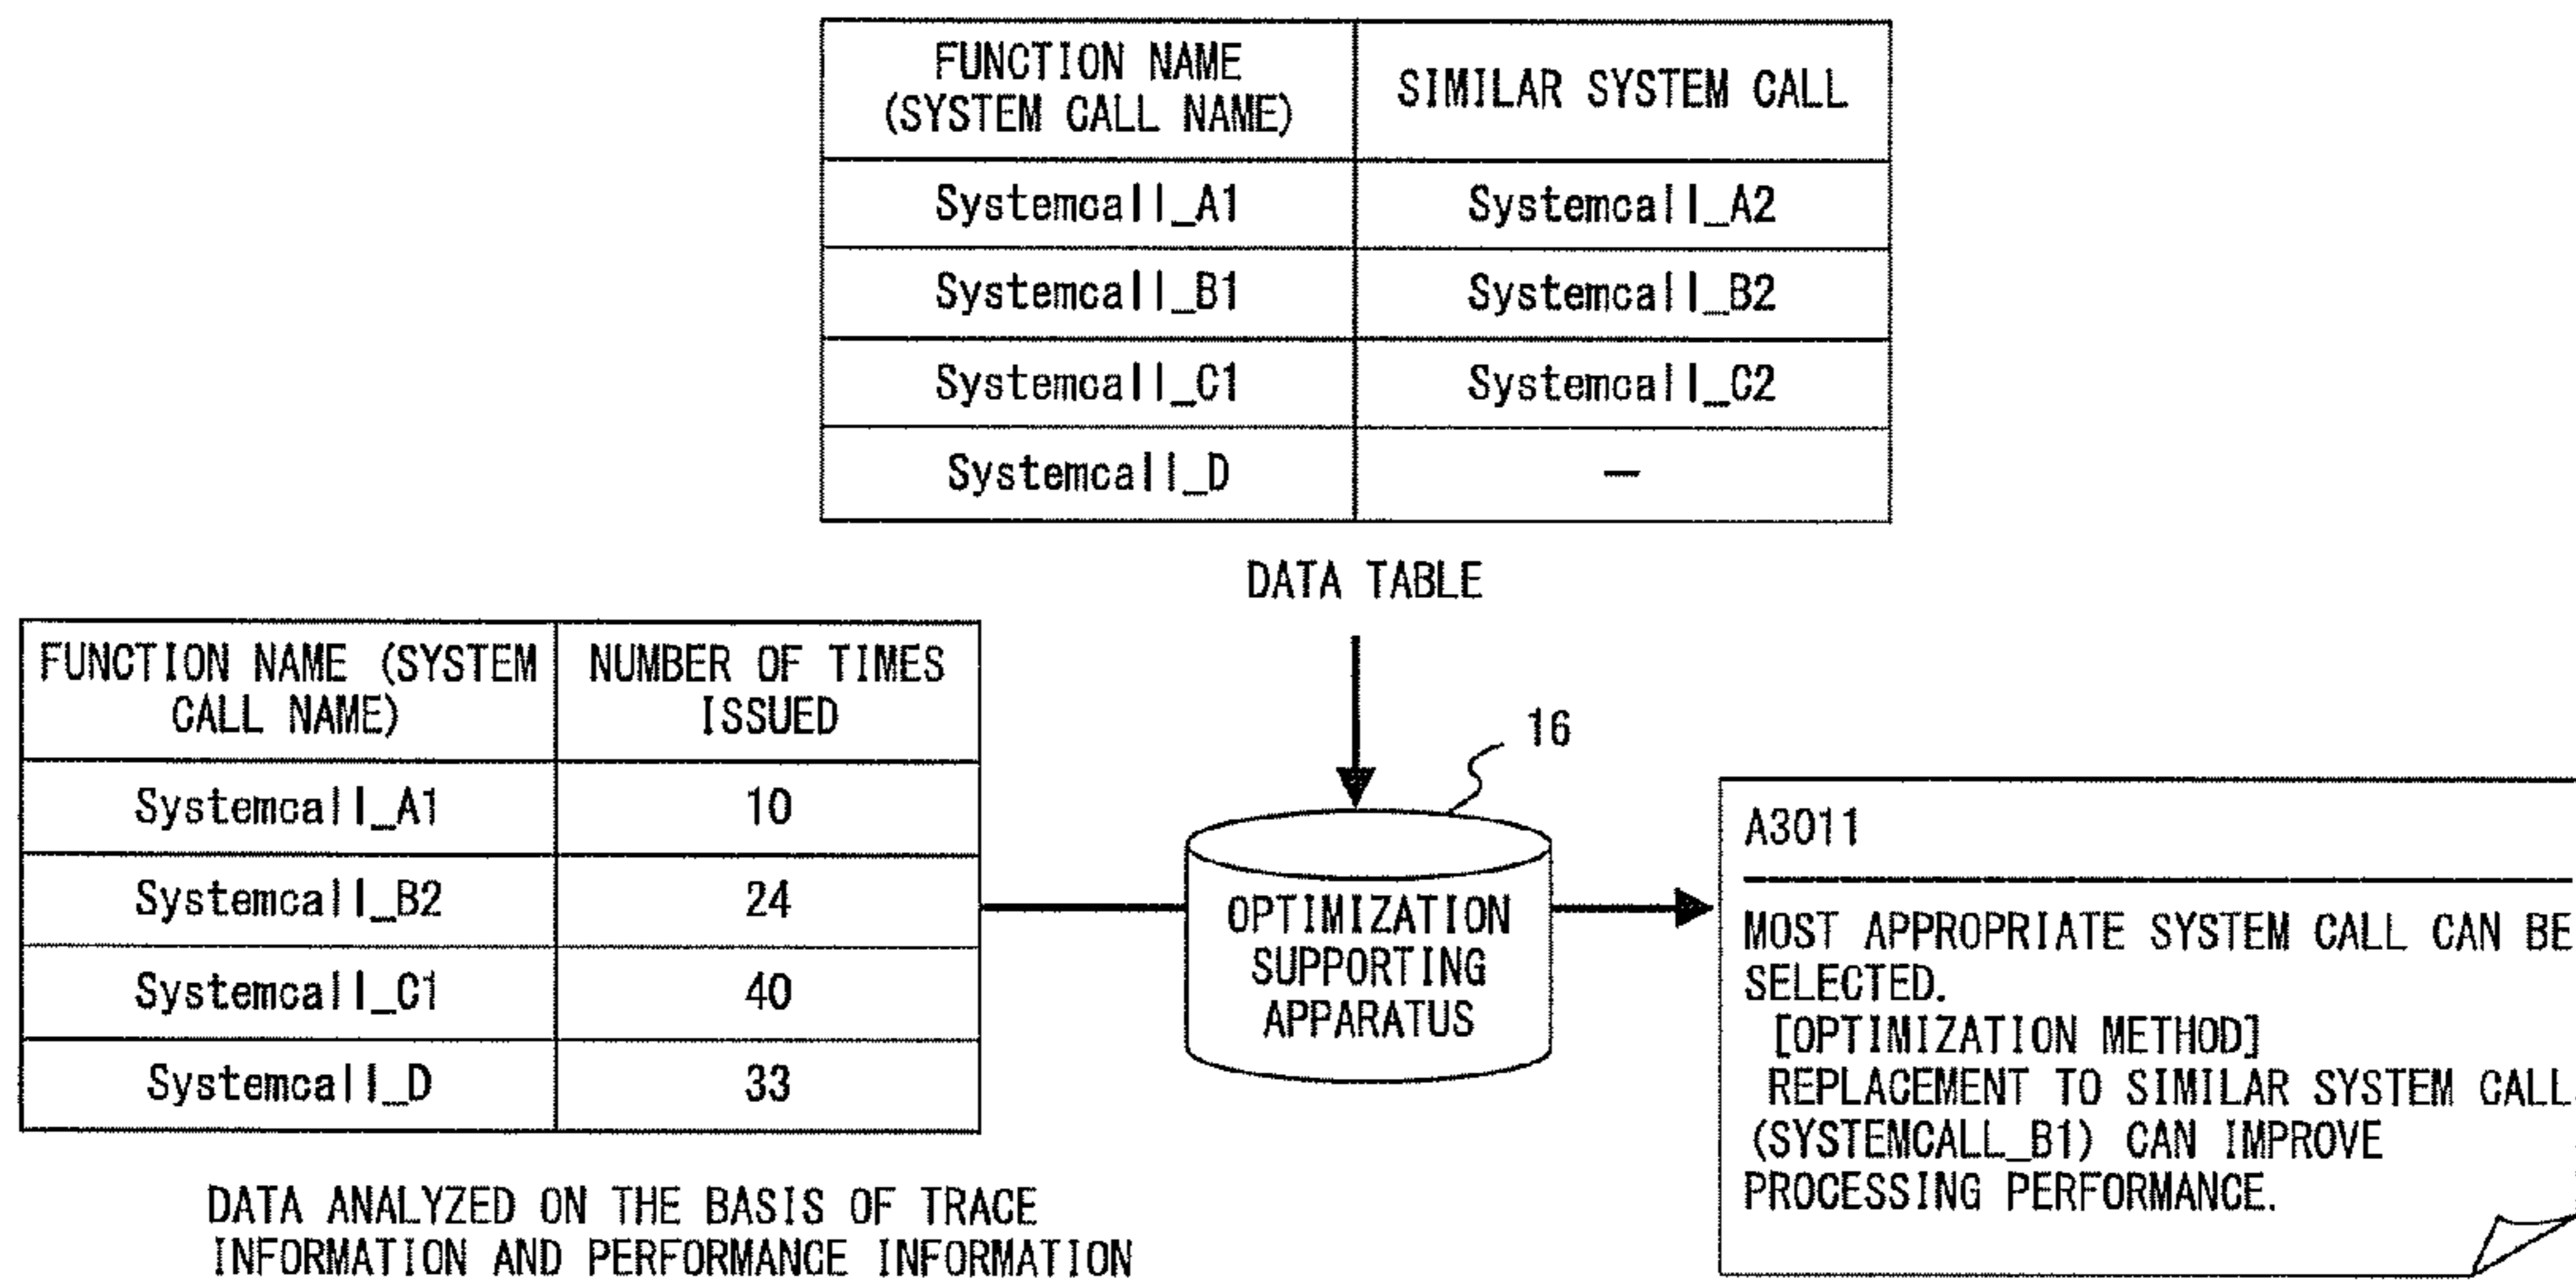 FUNCTION NAME
(SYSTEM CALL NAME)
SIMILAR SYSTEM CALL
Systemcall_A1
Systemcall_A2
Systemcall_B1
Systemcall_B2
Systemcall_C1
Systemcall_C2
Systemcall_D
—
DATA TABLE
FUNCTION NAME (SYSTEM
CALL NAME)
NUMBER OF TIMES
ISSUED
Systemcall_A1
10
Systemcall_B2
24
Systemcall_C1
40
Systemcall_D
33
DATA ANALYZED ON THE BASIS OF TRACE
INFORMATION AND PERFORMANCE INFORMATION
16
OPTIMIZATION
SUPPORTING
APPARATUS
A3011
MOST APPROPRIATE SYSTEM CALL CAN BE
SELECTED.
[OPTIMIZATION METHOD]
REPLACEMENT TO SIMILAR SYSTEM CALL
(SYSTEMCALL_B1) CAN IMPROVE
PROCESSING PERFORMANCE.